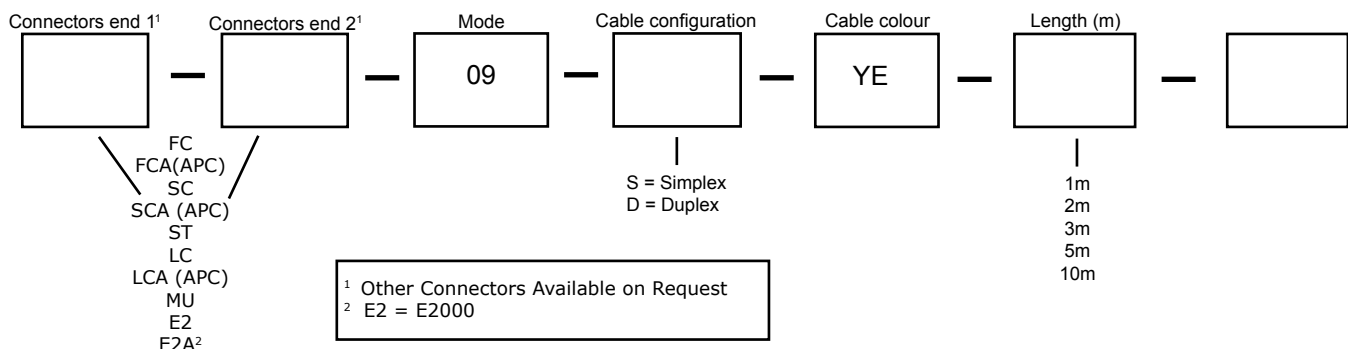 Connectors end 1¹
Connectors end 2¹
Mode
Cable configuration
Cable colour
Length (m)
09
YE
FC
FCA(APC)
SC
SCA (APC)
ST
LC
LCA (APC)
MU
E2
E2A²
S = Simplex
D = Duplex
1m
2m
3m
5m
10m
¹ Other Connectors Available on Request
² E2 = E2000